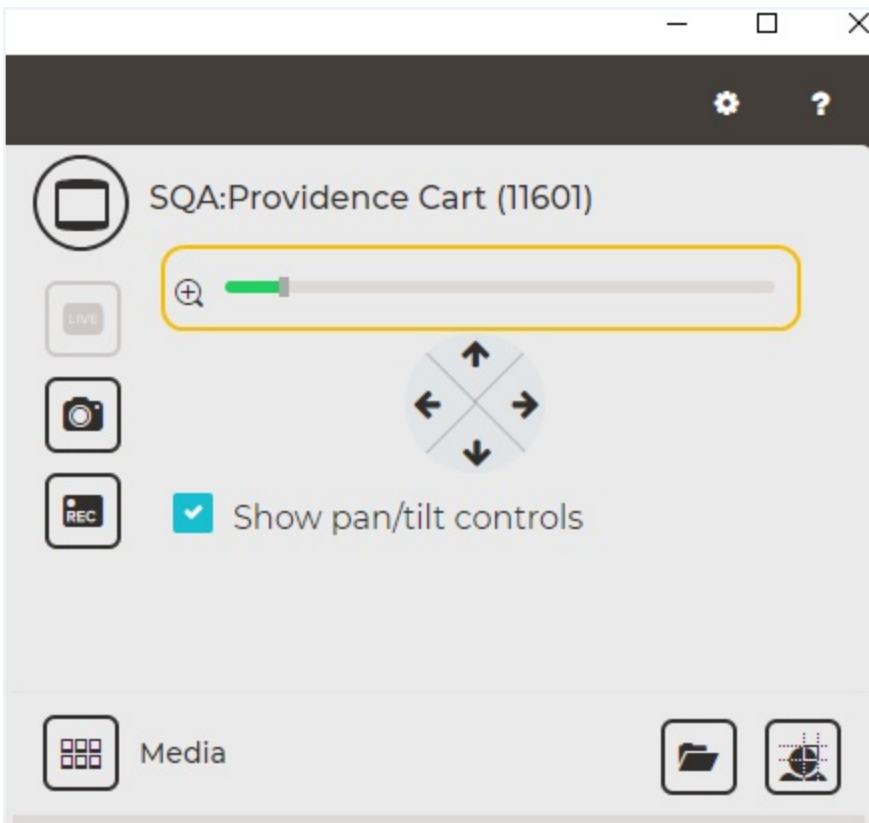 SQA:Providence Cart (11601)
LIVE
REC
Show pan/tilt controls
Media